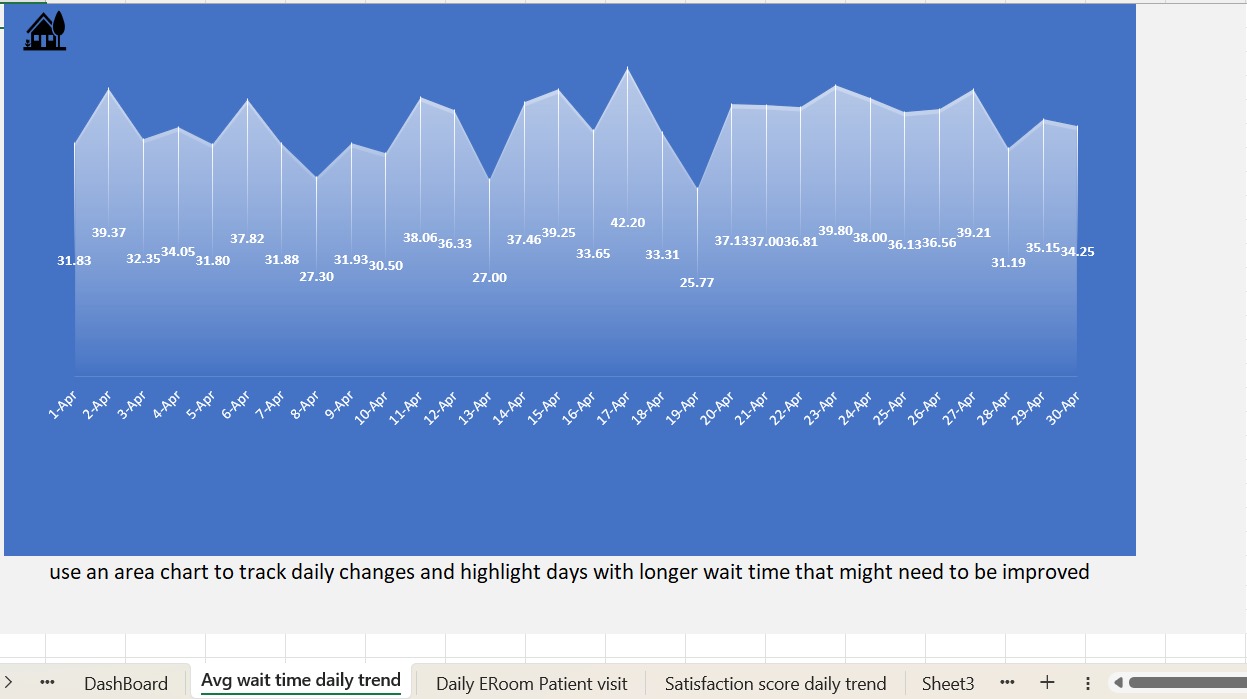 42.20
39.37 37.82 38.06 36.33 37.46 39.25 37.13 37.00 36.81 39.80 38.00 36.13 36.56 39.21
31.83 32.35 34.05 31.80 31.88 31.93 30.50 33.65 33.31 31.19 35.15 34.25
27.30 27.00 25.77
1-Apr 2-Apr 3-Apr 4-Apr 5-Apr 6-Apr 7-Apr 8-Apr 9-Apr 10-Apr 11-Apr 12-Apr 13-Apr 14-Apr 15-Apr 16-Apr 17-Apr 18-Apr 19-Apr 20-Apr 21-Apr 22-Apr 23-Apr 24-Apr 25-Apr 26-Apr 27-Apr 28-Apr 29-Apr 30-Apr
use an area chart to track daily changes and highlight days with longer wait time that might need to be improved
DashBoard Avg wait time daily trend Daily ERoom Patient visit Satisfaction score daily trend Sheet3